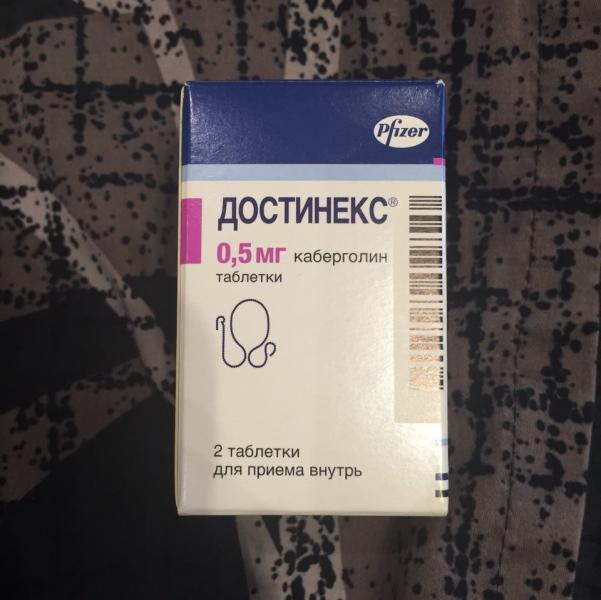 Pfizer
ДОСТИНЕКС®
0,5 мг каберголин
таблетки
2 таблетки
для приема внутрь